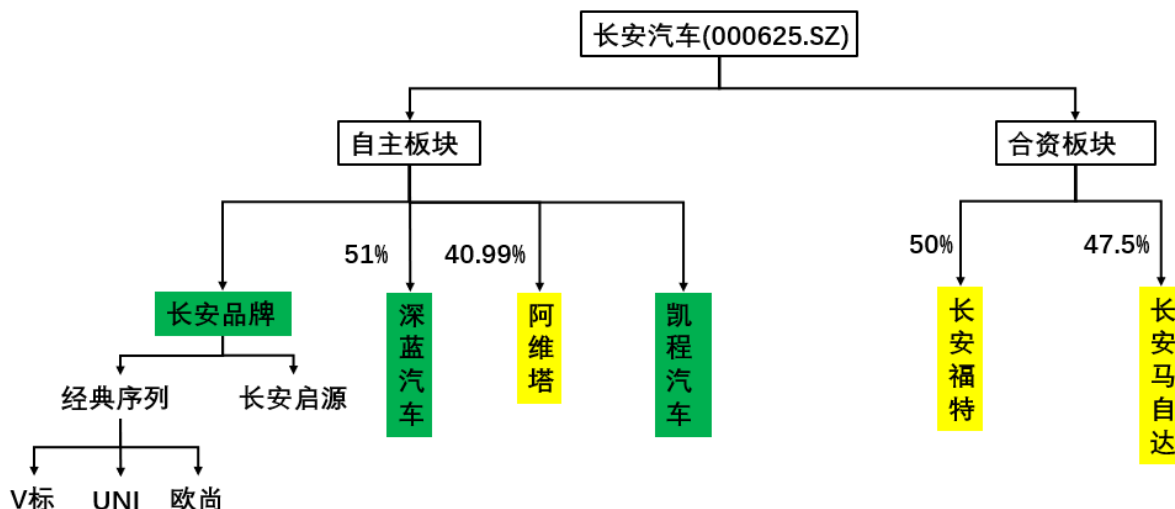 长安汽车(000625.SZ)
自主板块
合资板块
51%
40.99%
50%
47.5%
长安品牌
深蓝汽车
阿维塔
凯程汽车
长安福特
长安马自达
经典序列
长安启源
V标
UNI
欧尚